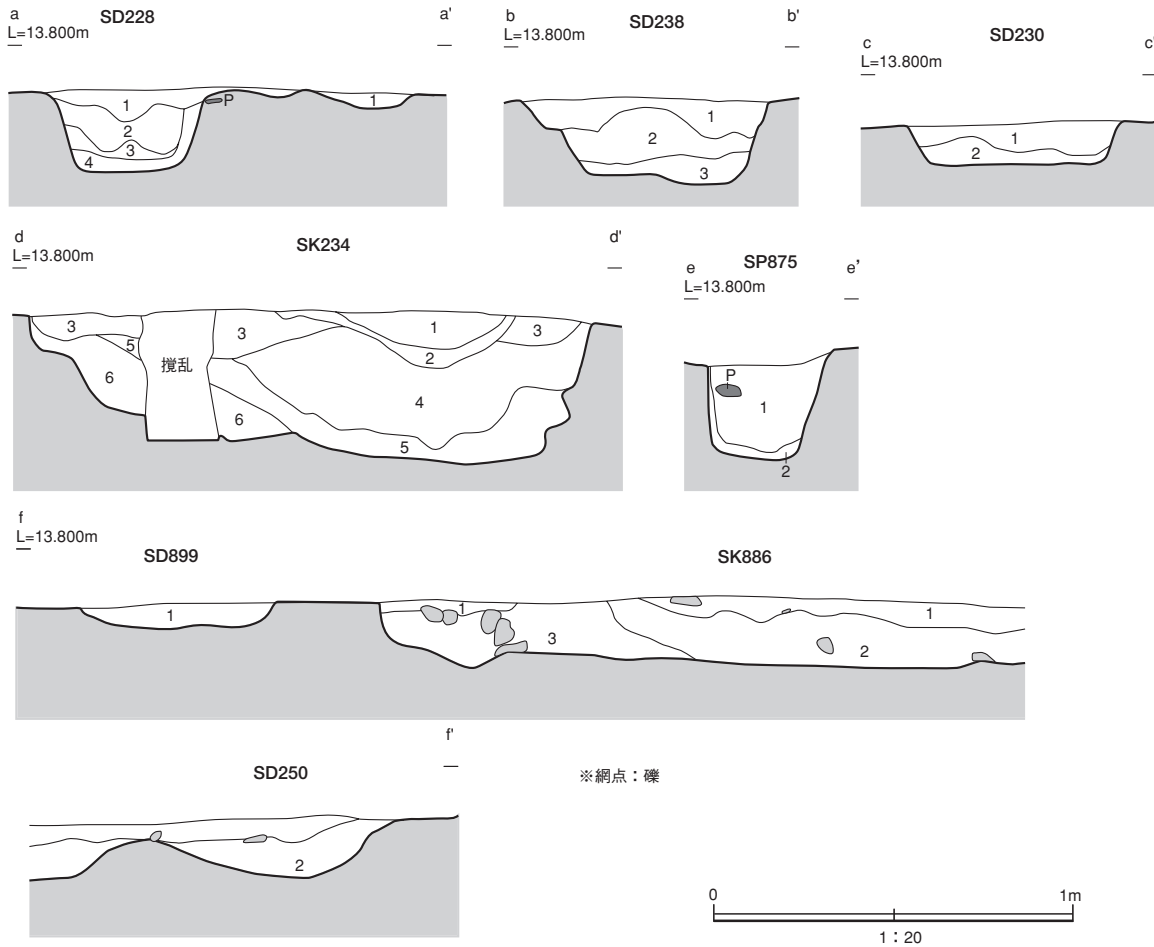 a
SD228
a'
L=13.800m
1
P
1
2
3
4
b
SD238
b'
L=13.800m
1
2
3
c
SD230
c'
L=13.800m
1
2
d
SK234
d'
L=13.800m
3
5
6
撹乱
3
1
2
3
4
6
5
e
SP875
e’
L=13.800m
P
1
2
f
L=13.800m
SD899
SK886
1
1
3
1
2
f'
SD250
2
※網点：礫
0 1m
1：20